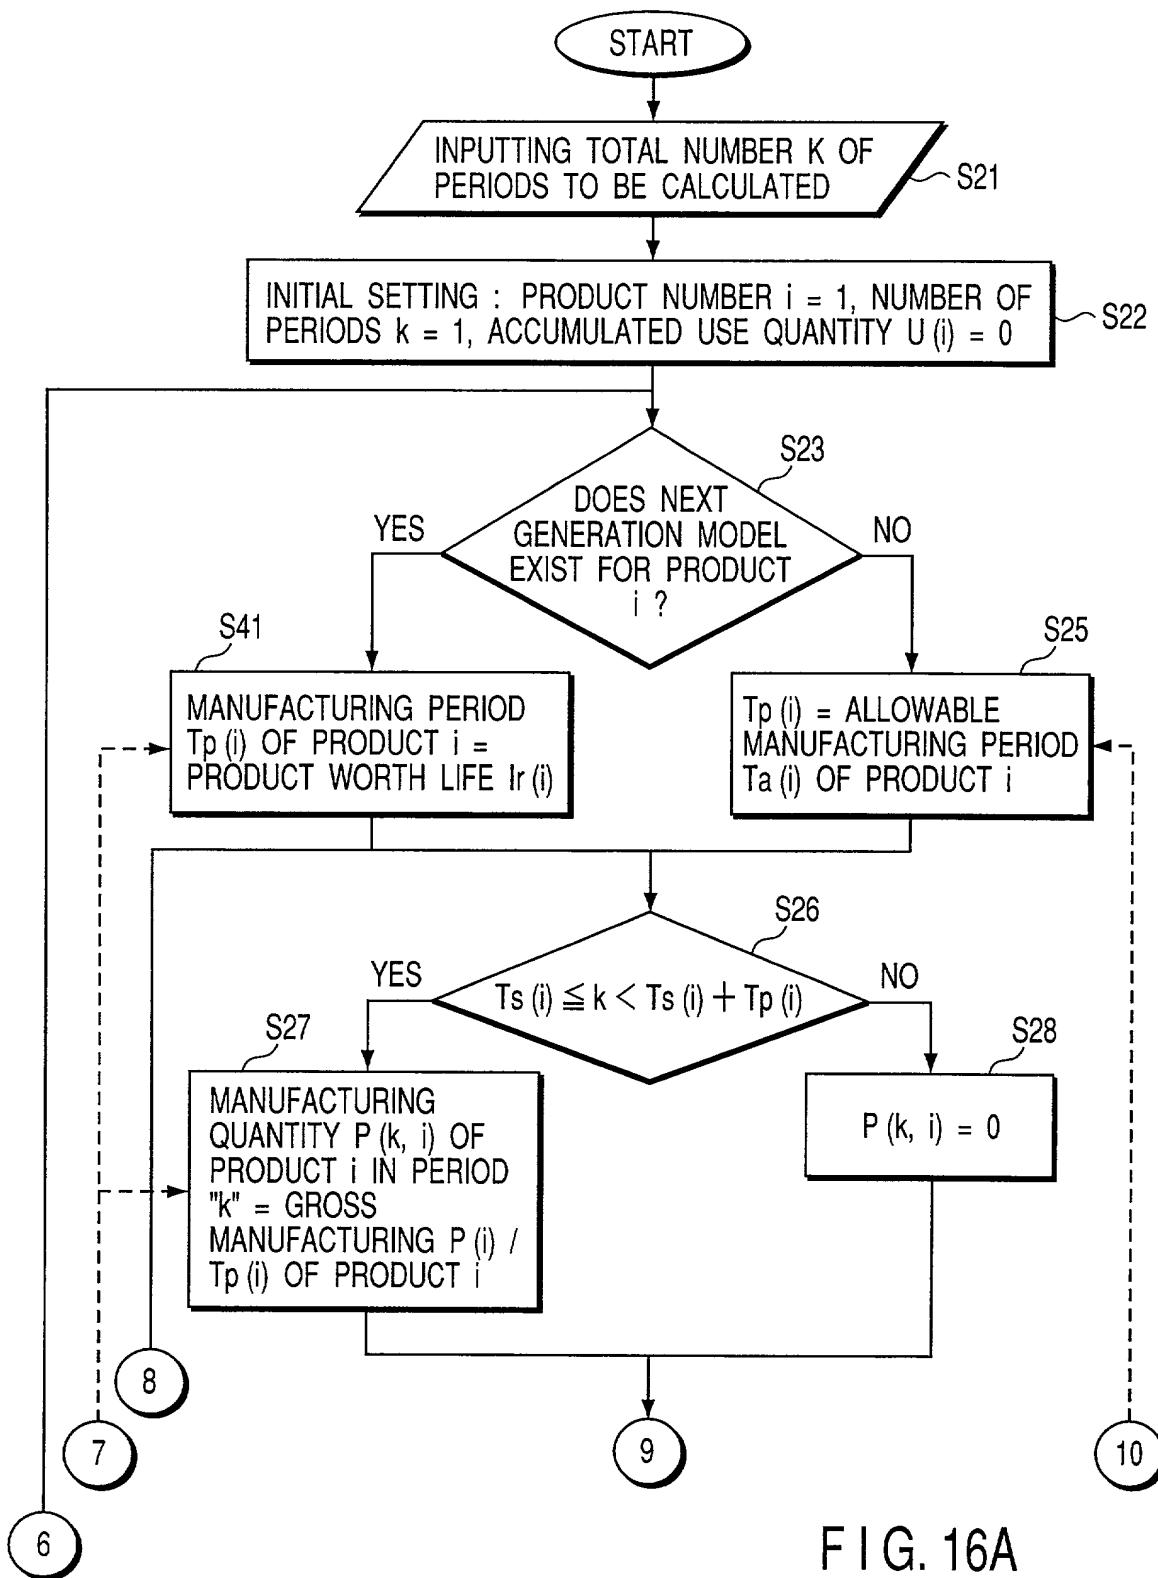 START
INPUTTING TOTAL NUMBER K OF
PERIODS TO BE CALCULATED
S21
INITIAL SETTING : PRODUCT NUMBER i = 1, NUMBER OF
PERIODS k = 1, ACCUMULATED USE QUANTITY U (i) = 0
S22
S23
DOES NEXT
GENERATION MODEL
EXIST FOR PRODUCT
i ?
YES
NO
S41
MANUFACTURING PERIOD
Tp (i) OF PRODUCT i =
PRODUCT WORTH LIFE Ir (i)
S25
Tp (i) = ALLOWABLE
MANUFACTURING PERIOD
Ta (i) OF PRODUCT i
S26
YES
NO
Ts (i) ≦ k < Ts (i) + Tp (i)
S27
MANUFACTURING
QUANTITY P (k, i) OF
PRODUCT i IN PERIOD
"k" = GROSS
MANUFACTURING P (i) /
Tp (i) OF PRODUCT i
S28
P (k, i) = 0
8
7
9
10
6
FIG. 16A